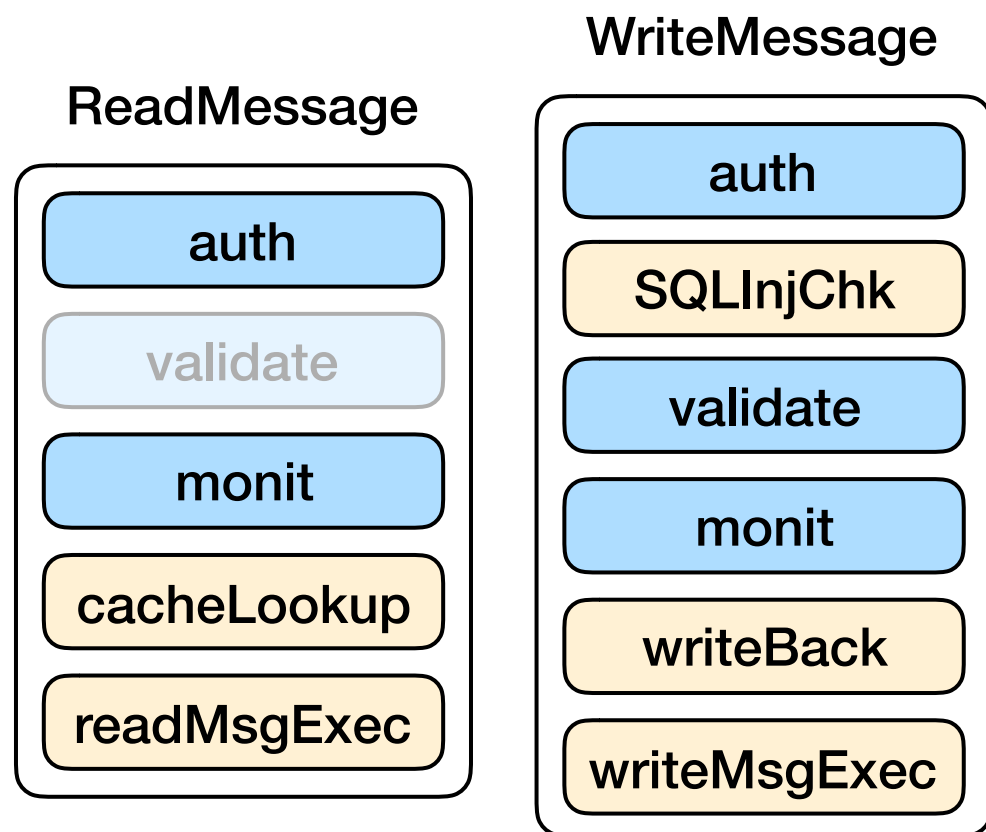 ReadMessage
auth
validate
monit
cacheLookup
readMsgExec
WriteMessage
auth
SQLInjChk
validate
monit
writeBack
writeMsgExec